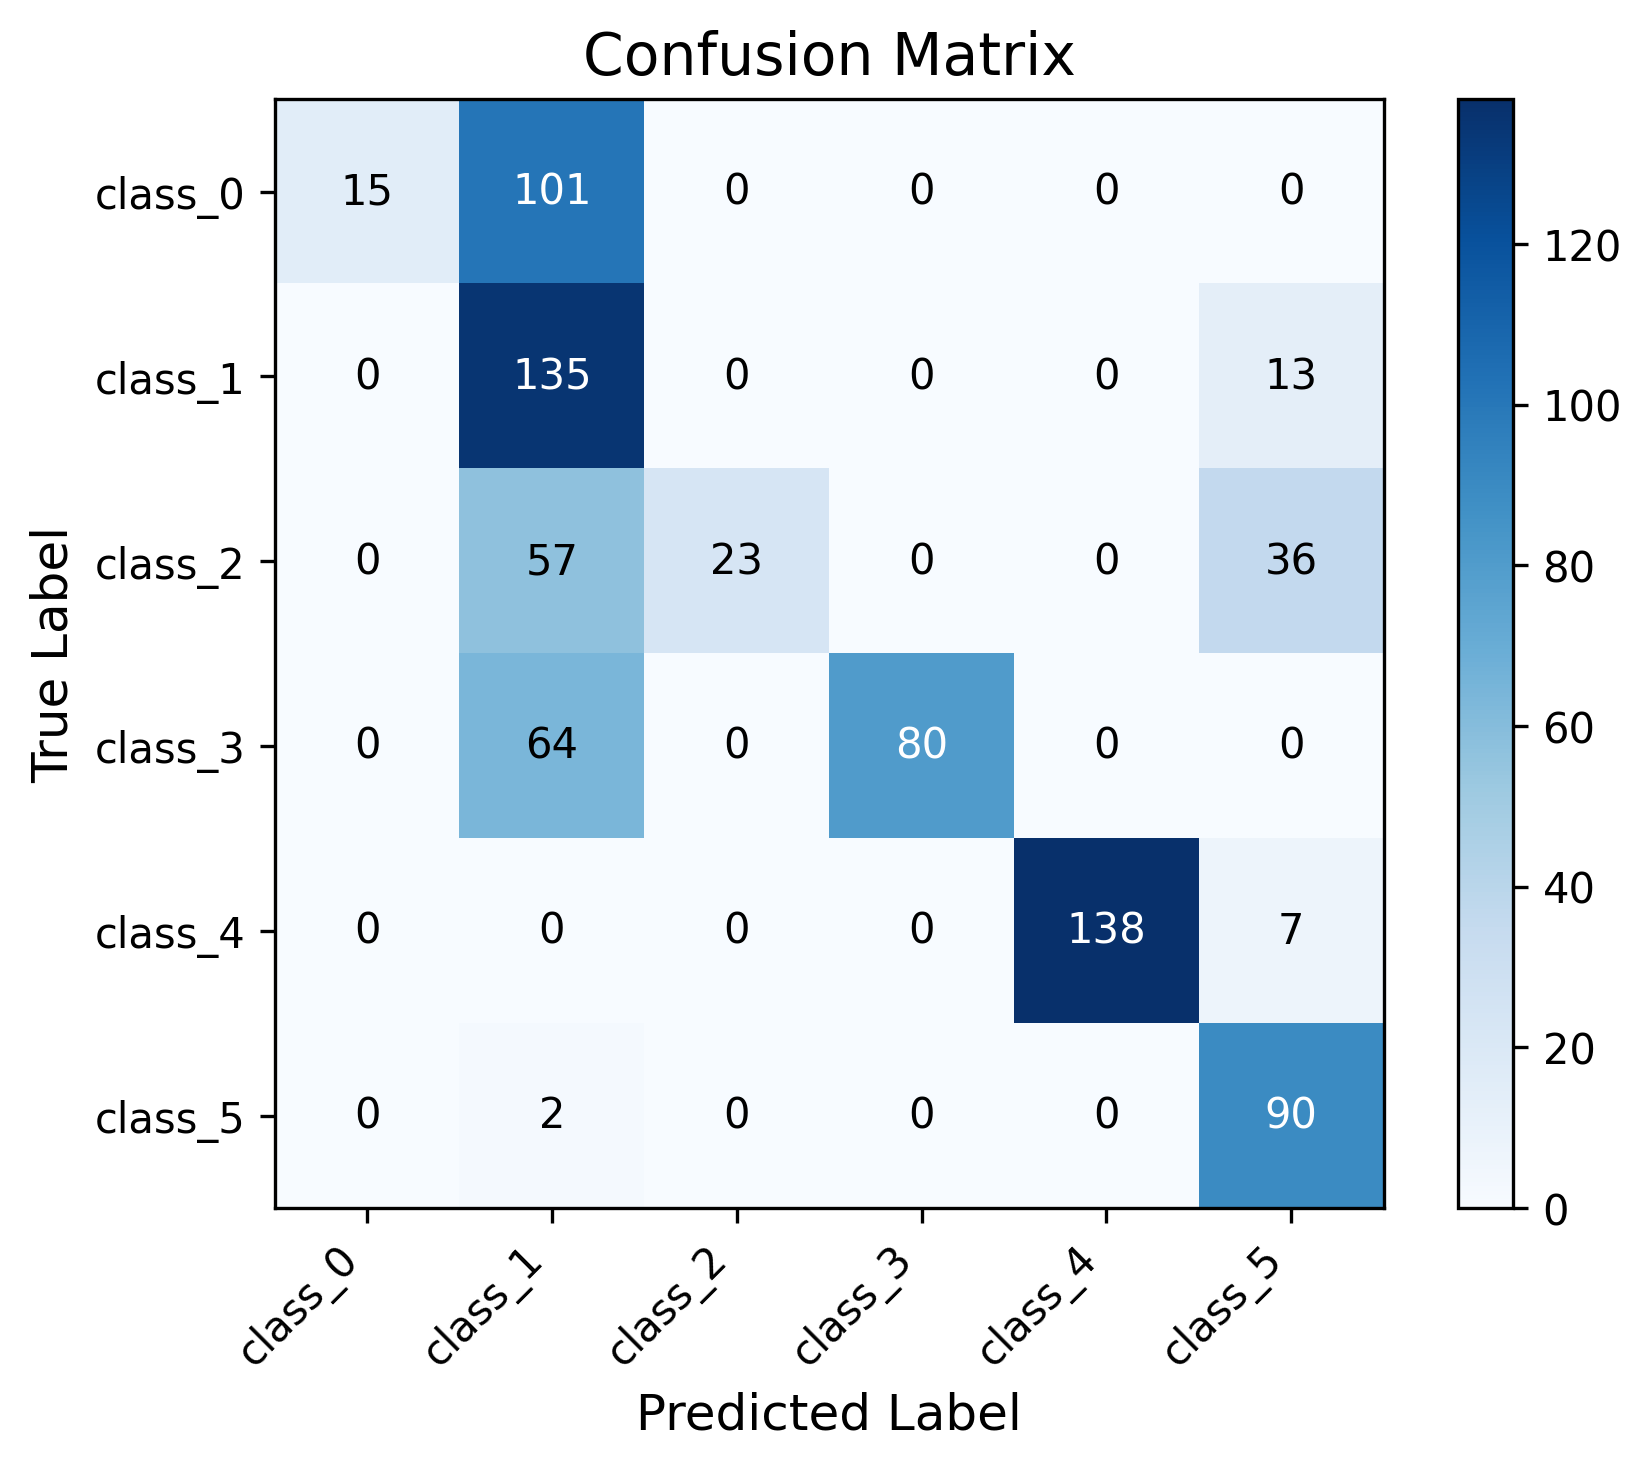 Confusion Matrix
True Label
class_0 15 101 0 0 0 0
class_1 0 135 0 0 0 13
class_2 0 57 23 0 0 36
class_3 0 64 0 80 0 0
class_4 0 0 0 0 138 7
class_5 0 2 0 0 0 90
class_0 class_1 class_2 class_3 class_4 class_5
Predicted Label
120
100
80
60
40
20
0